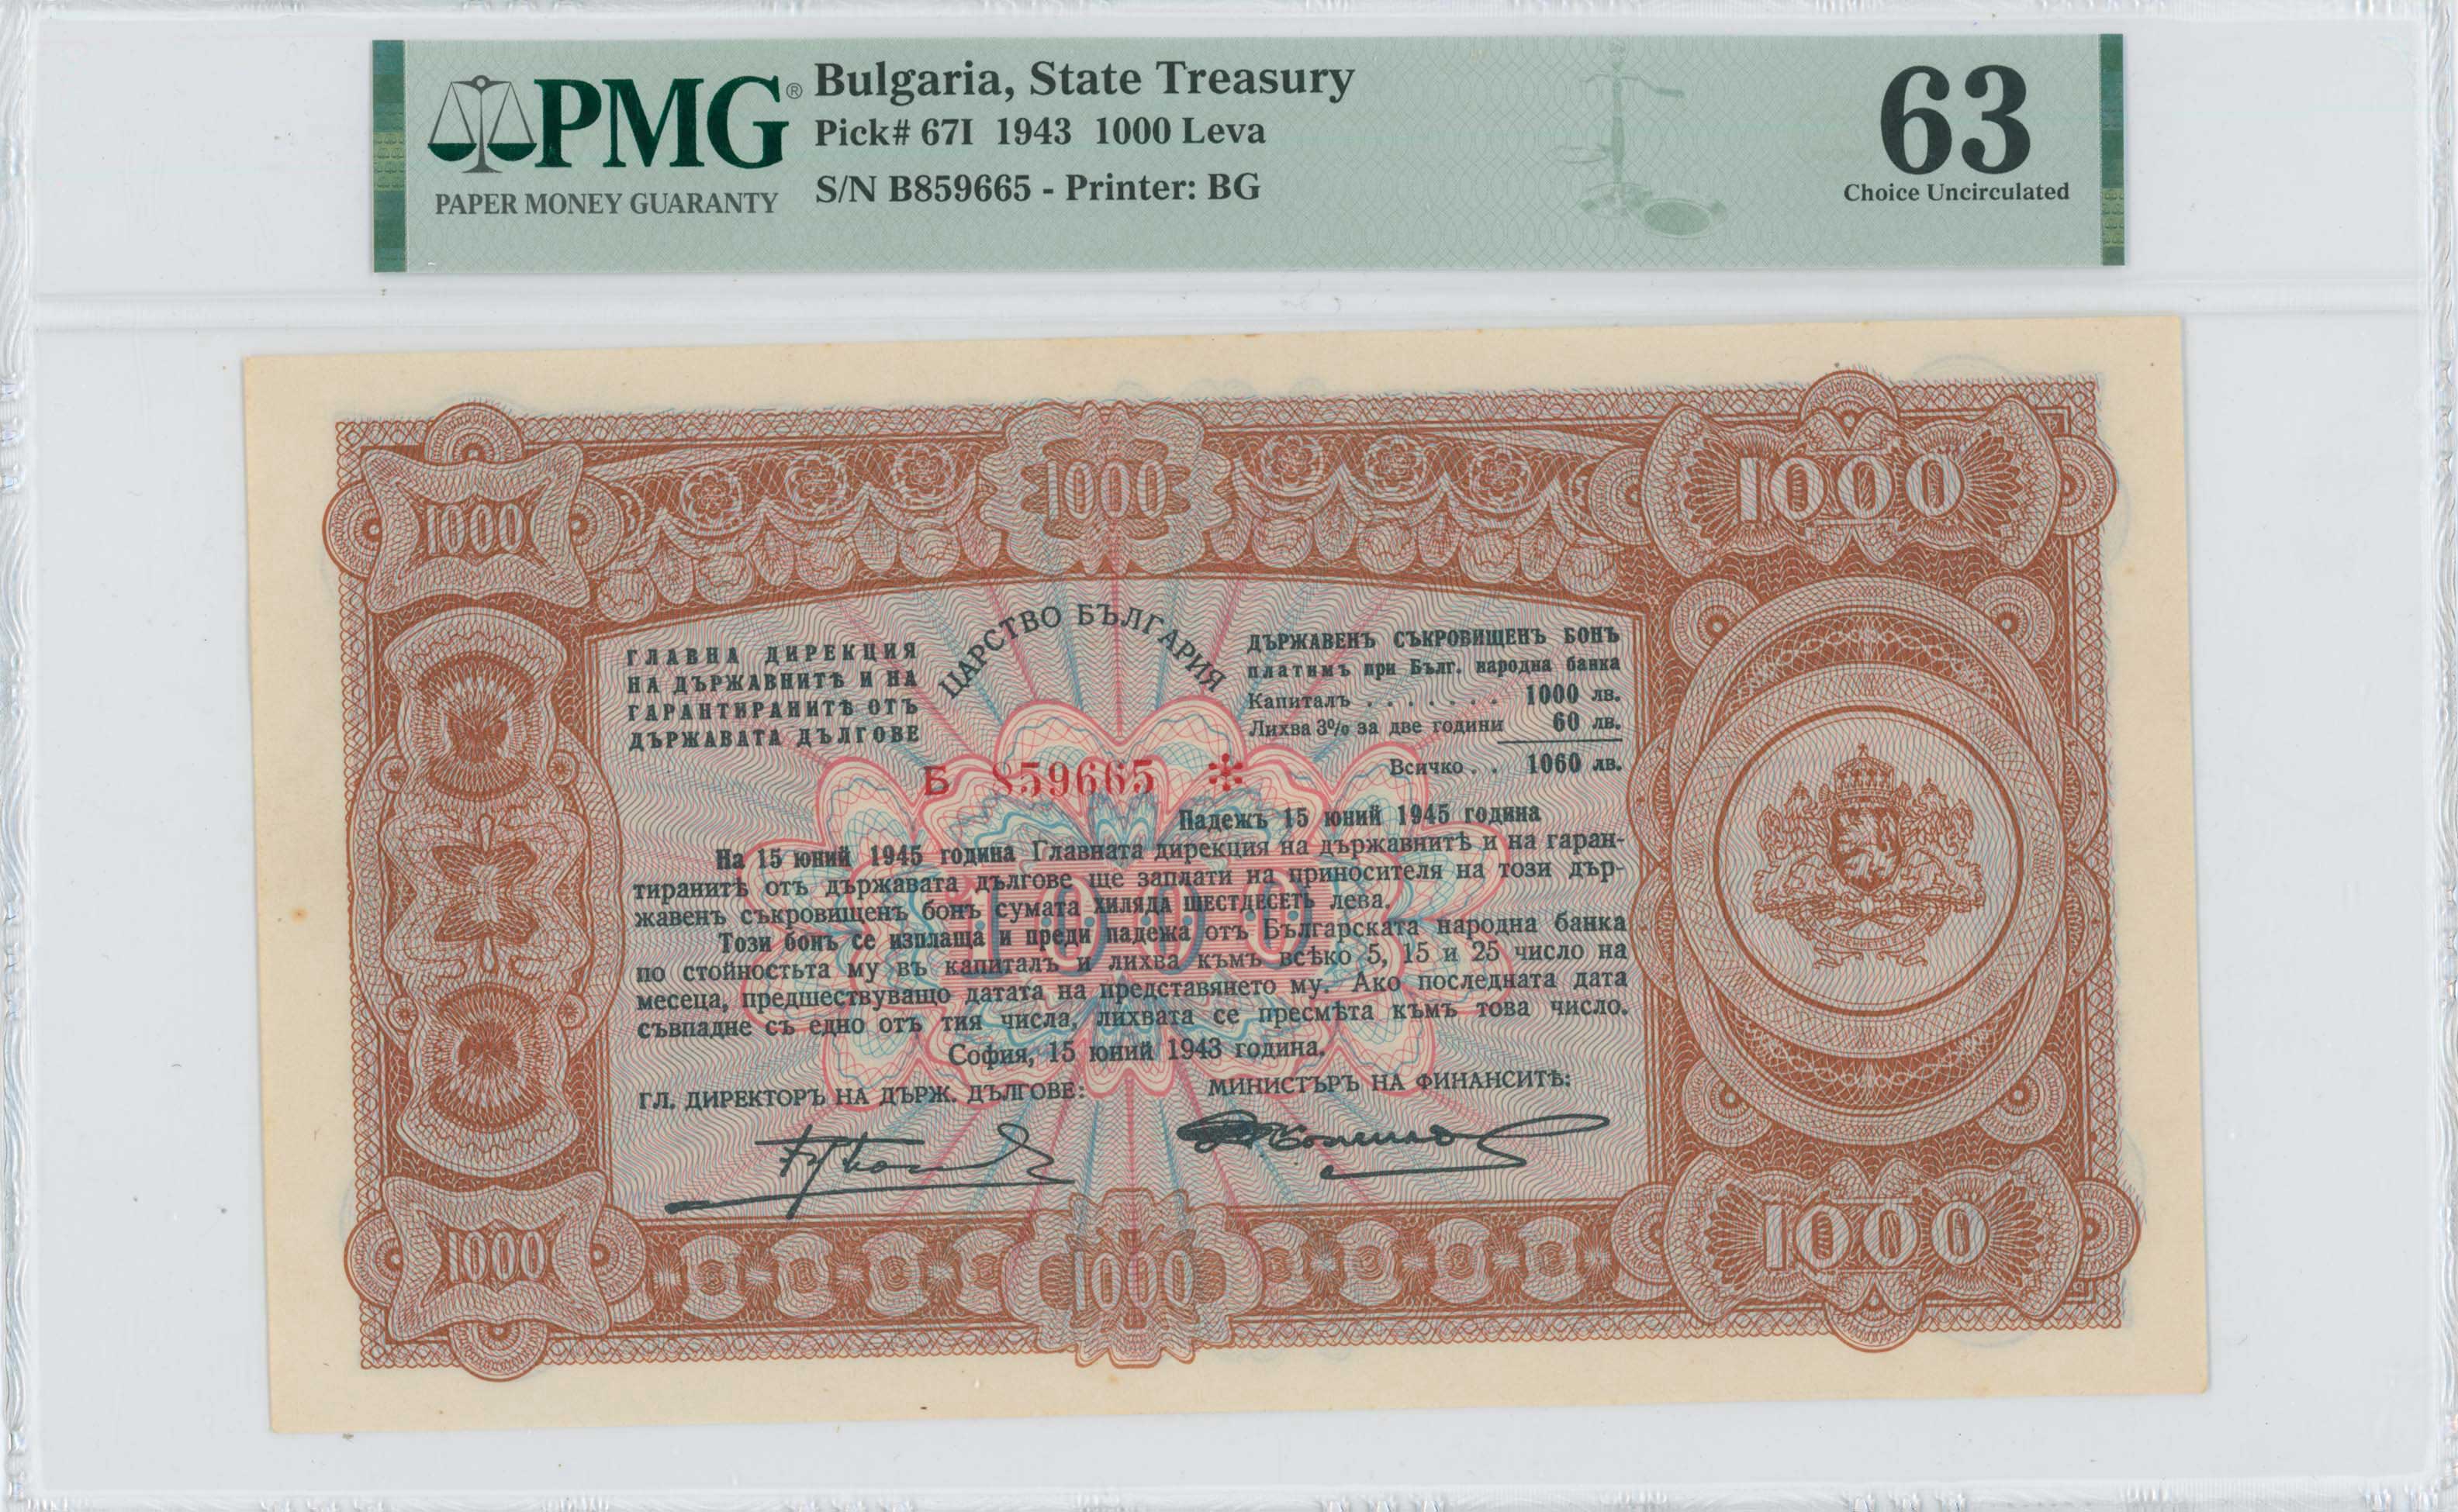 PMG®
PAPER MONEY GUARANTY
Bulgaria, State Treasury
Pick# 67I 1943 1000 Leva
S/N B859665 - Printer: BG
63
Choice Uncirculated
1000
1000
1000
ЦАРСТВО БЪЛГАРИЯ
ГЛАВНА ДИРЕКЦИЯ
НА ДЪРЖАВНИТѢ И НА
ГАРАНТИРАНИТѢ ОТЪ
ДЪРЖАВАТА ДЪЛГОВЕ
ДЪРЖАВЕНЪ СЪКРОВИЩЕНЪ БОНЪ
платимъ при Бълг. народна банка
Капиталъ . . . . . . . 1000 лв.
Лихва 3% за две години 60 лв.
Всичко . . 1060 лв.
Б 859665 *
Падежъ 15 юний 1945 година
На 15 юний 1945 година Главната дирекция на държавнитѣ и на гаран-
тиранитѣ отъ държавата дългове ще заплати на приносителя на този дър-
жавенъ съкровищенъ бонъ сумата ХИЛЯДА ШЕСТДЕСЕТЬ лева.
Този бонъ се изплаща и преди падежа отъ Българската народна банка
по стойностьта му въ капиталъ и лихва къмъ всѣко 5, 15 и 25 число на
месеца, предшествуващо датата на представянето му. Ако последната дата
съвпадне съ едно отъ тия числа, лихвата се пресмѣта къмъ това число.
1000
София, 15 юний 1943 година.
ГЛ. ДИРЕКТОРЪ НА ДЪРЖ. ДЪЛГОВЕ:
МИНИСТЪРЪ НА ФИНАНСИТѢ:
1000
1000
1000